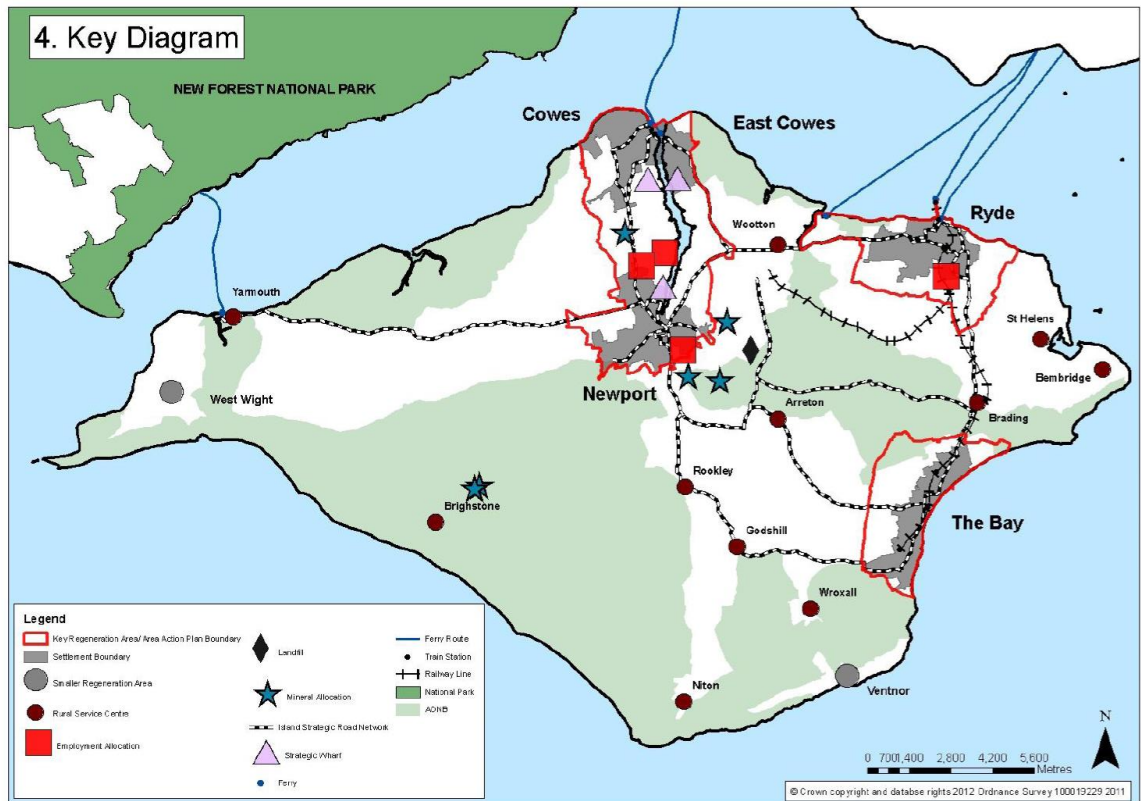 4. Key Diagram
NEW FOREST NATIONAL PARK
Cowes
East Cowes
Wootton
Ryde
Yarmouth
St Helens
Bembridge
West Wight
Newport
Arreton
Brading
Rookley
Brighstone
The Bay
Godshill
Wroxall
Niton
Ventnor
Legend
Key Regeneration Area/ Area Action Plan Boundary
Settlement Boundary
Smaller Regeneration Area
Rural Service Centre
Employment Allocation
Landfill
Mineral Allocation
Island Strategic Road Network
Strategic Wharf
Ferry
Ferry Route
Train Station
Railway Line
National Park
AONB
N
0 700 1,400 2,800 4,200 5,600
Metres
© Crown copyright and databse rights 2012 Ordnance Survey 100019229 2011